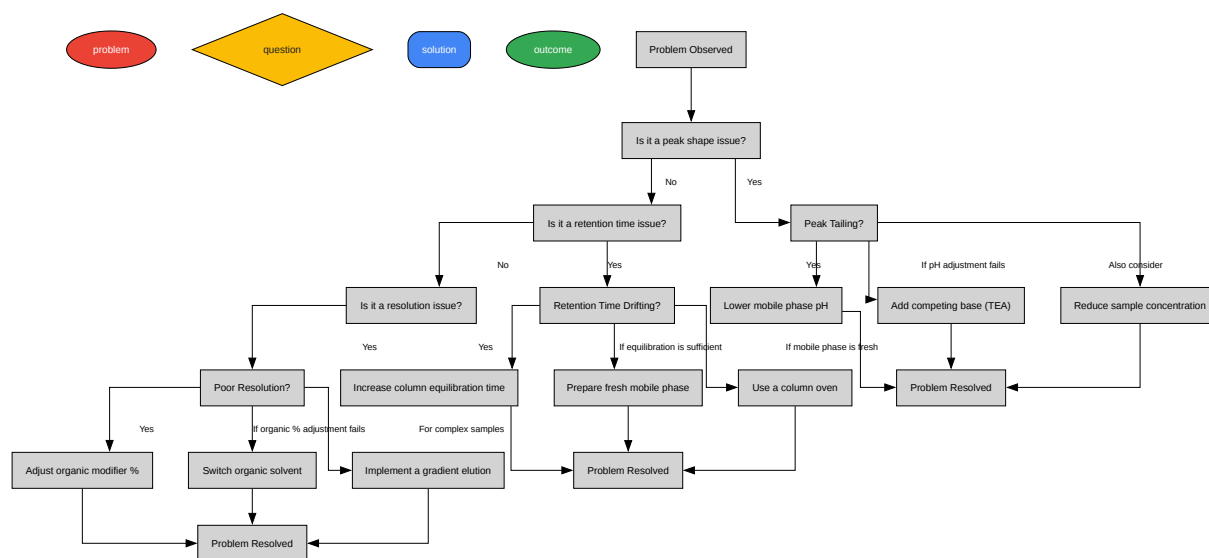 problem
question
solution
outcome
Problem Observed
Is it a peak shape issue?
No
Yes
Is it a retention time issue?
Peak Tailing?
No
Yes
Yes
If pH adjustment fails
Also consider
Is it a resolution issue?
Retention Time Drifting?
Lower mobile phase pH
Add competing base (TEA)
Reduce sample concentration
Yes
Yes
If equilibration is sufficient
If mobile phase is fresh
Poor Resolution?
Increase column equilibration time
Prepare fresh mobile phase
Use a column oven
Problem Resolved
Yes
If organic % adjustment fails
For complex samples
Adjust organic modifier %
Switch organic solvent
Implement a gradient elution
Problem Resolved
Problem Resolved